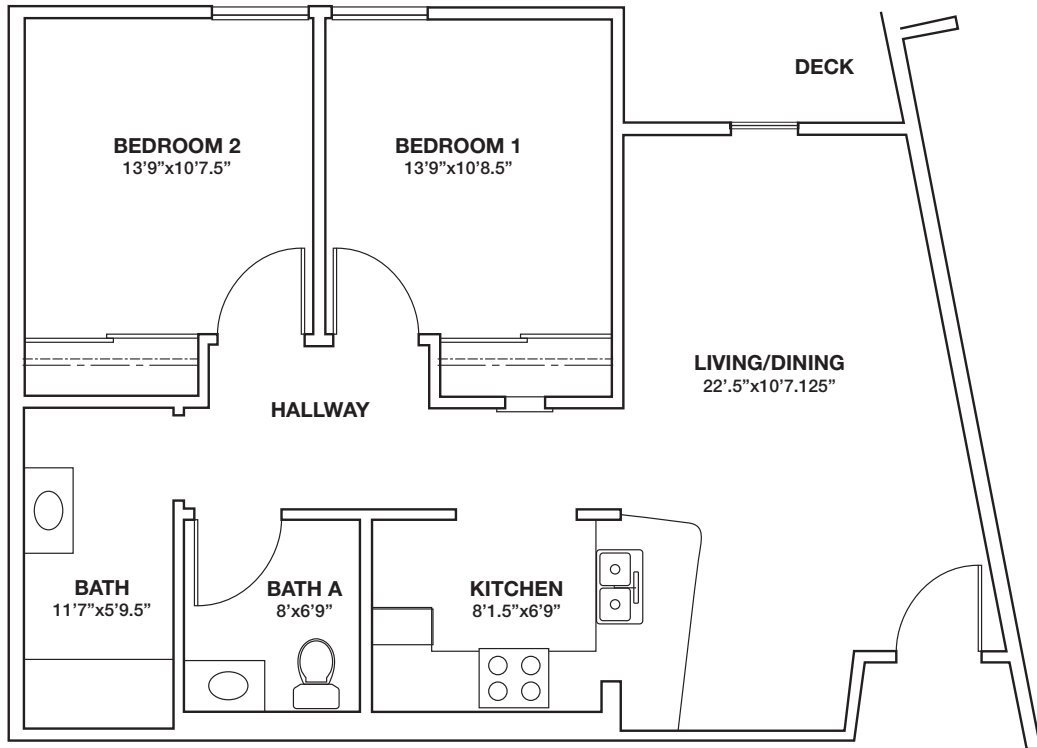 DECK
BEDROOM 2
13’9”x10’7.5”
BEDROOM 1
13’9”x10’8.5”
LIVING/DINING
22’.5”x10’7.125”
HALLWAY
BATH
11’7”x5’9.5”
BATH A
8’x6’9”
KITCHEN
8’1.5”x6’9”